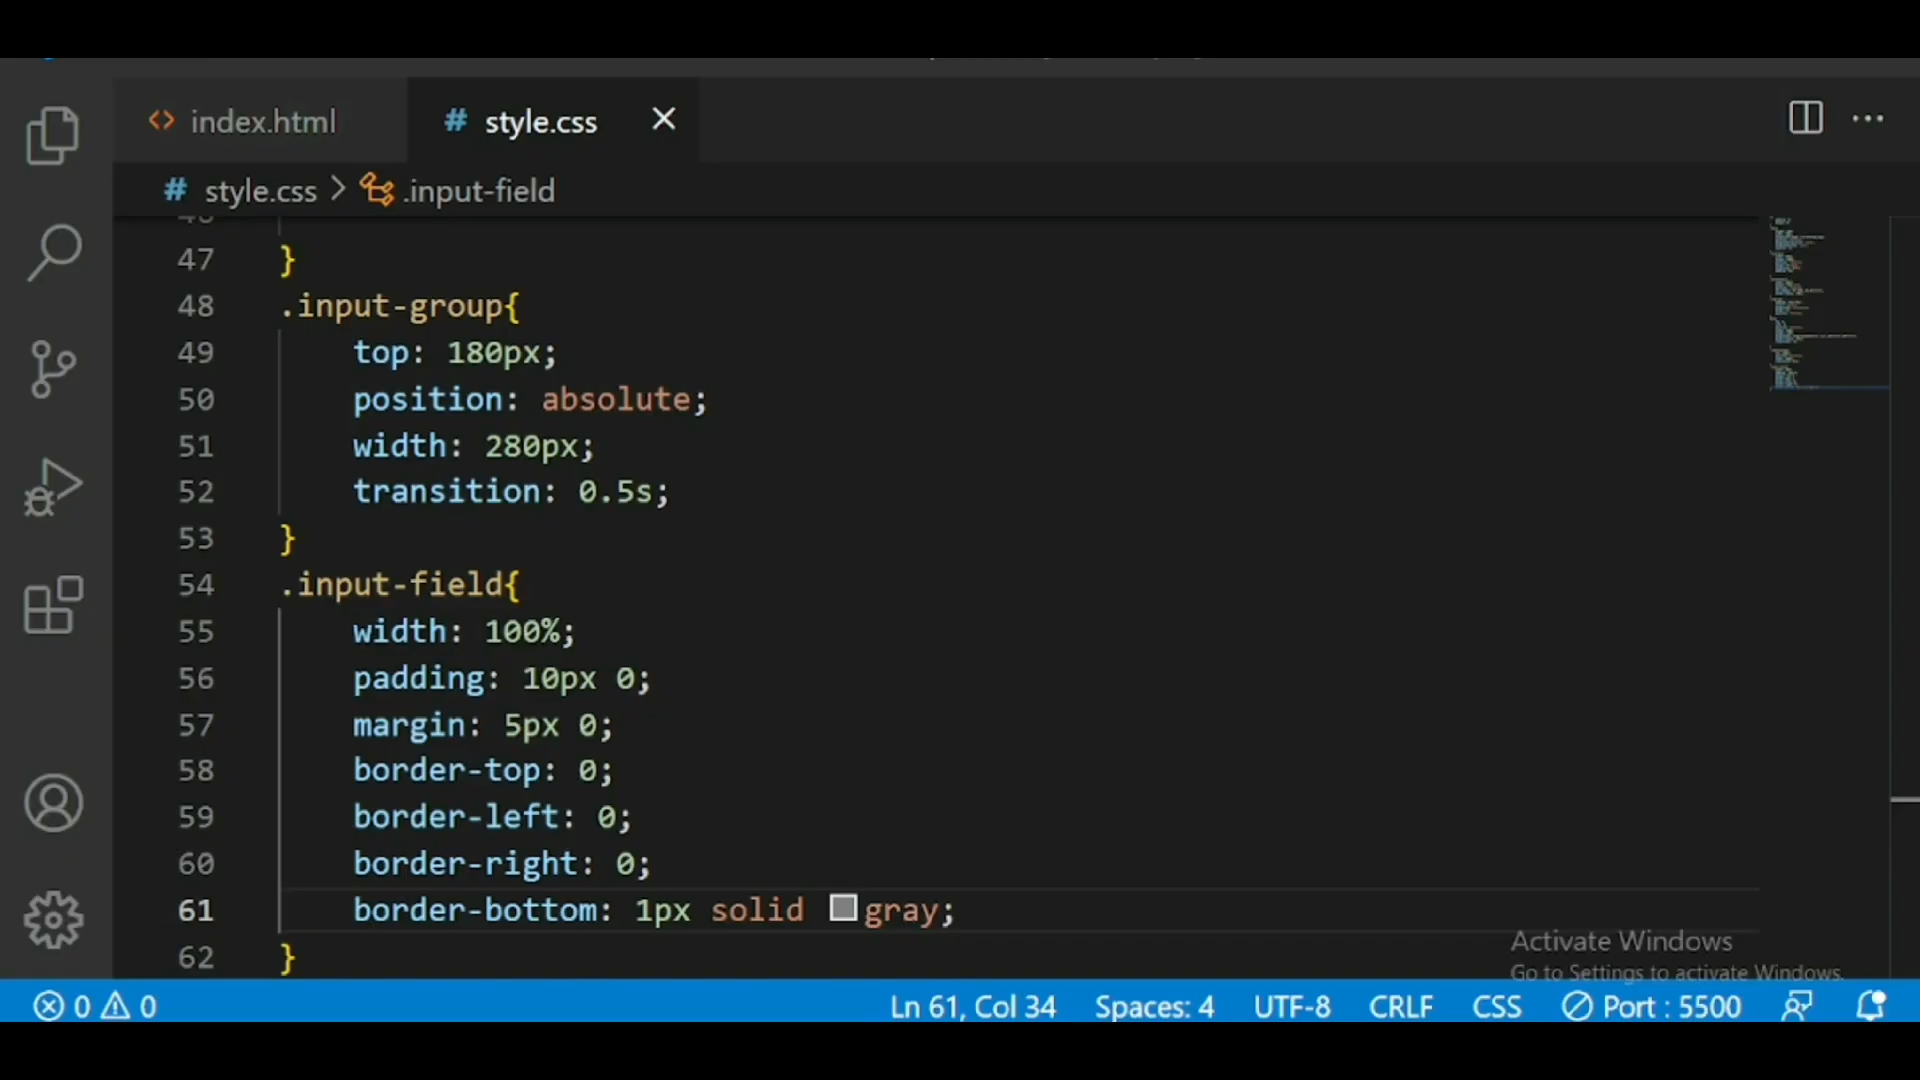 index.html
# style.css
# style.css > .input-field
47 }
48 .input-group{
49 top: 180px;
50 position: absolute;
51 width: 280px;
52 transition: 0.5s;
53 }
54 .input-field{
55 width: 100%;
56 padding: 10px 0;
57 margin: 5px 0;
58 border-top: 0;
59 border-left: 0;
60 border-right: 0;
61 border-bottom: 1px solid gray;
62 }
Activate Windows
Go to Settings to activate Windows.
0 0 Ln 61, Col 34 Spaces: 4 UTF-8 CRLF CSS Port : 5500